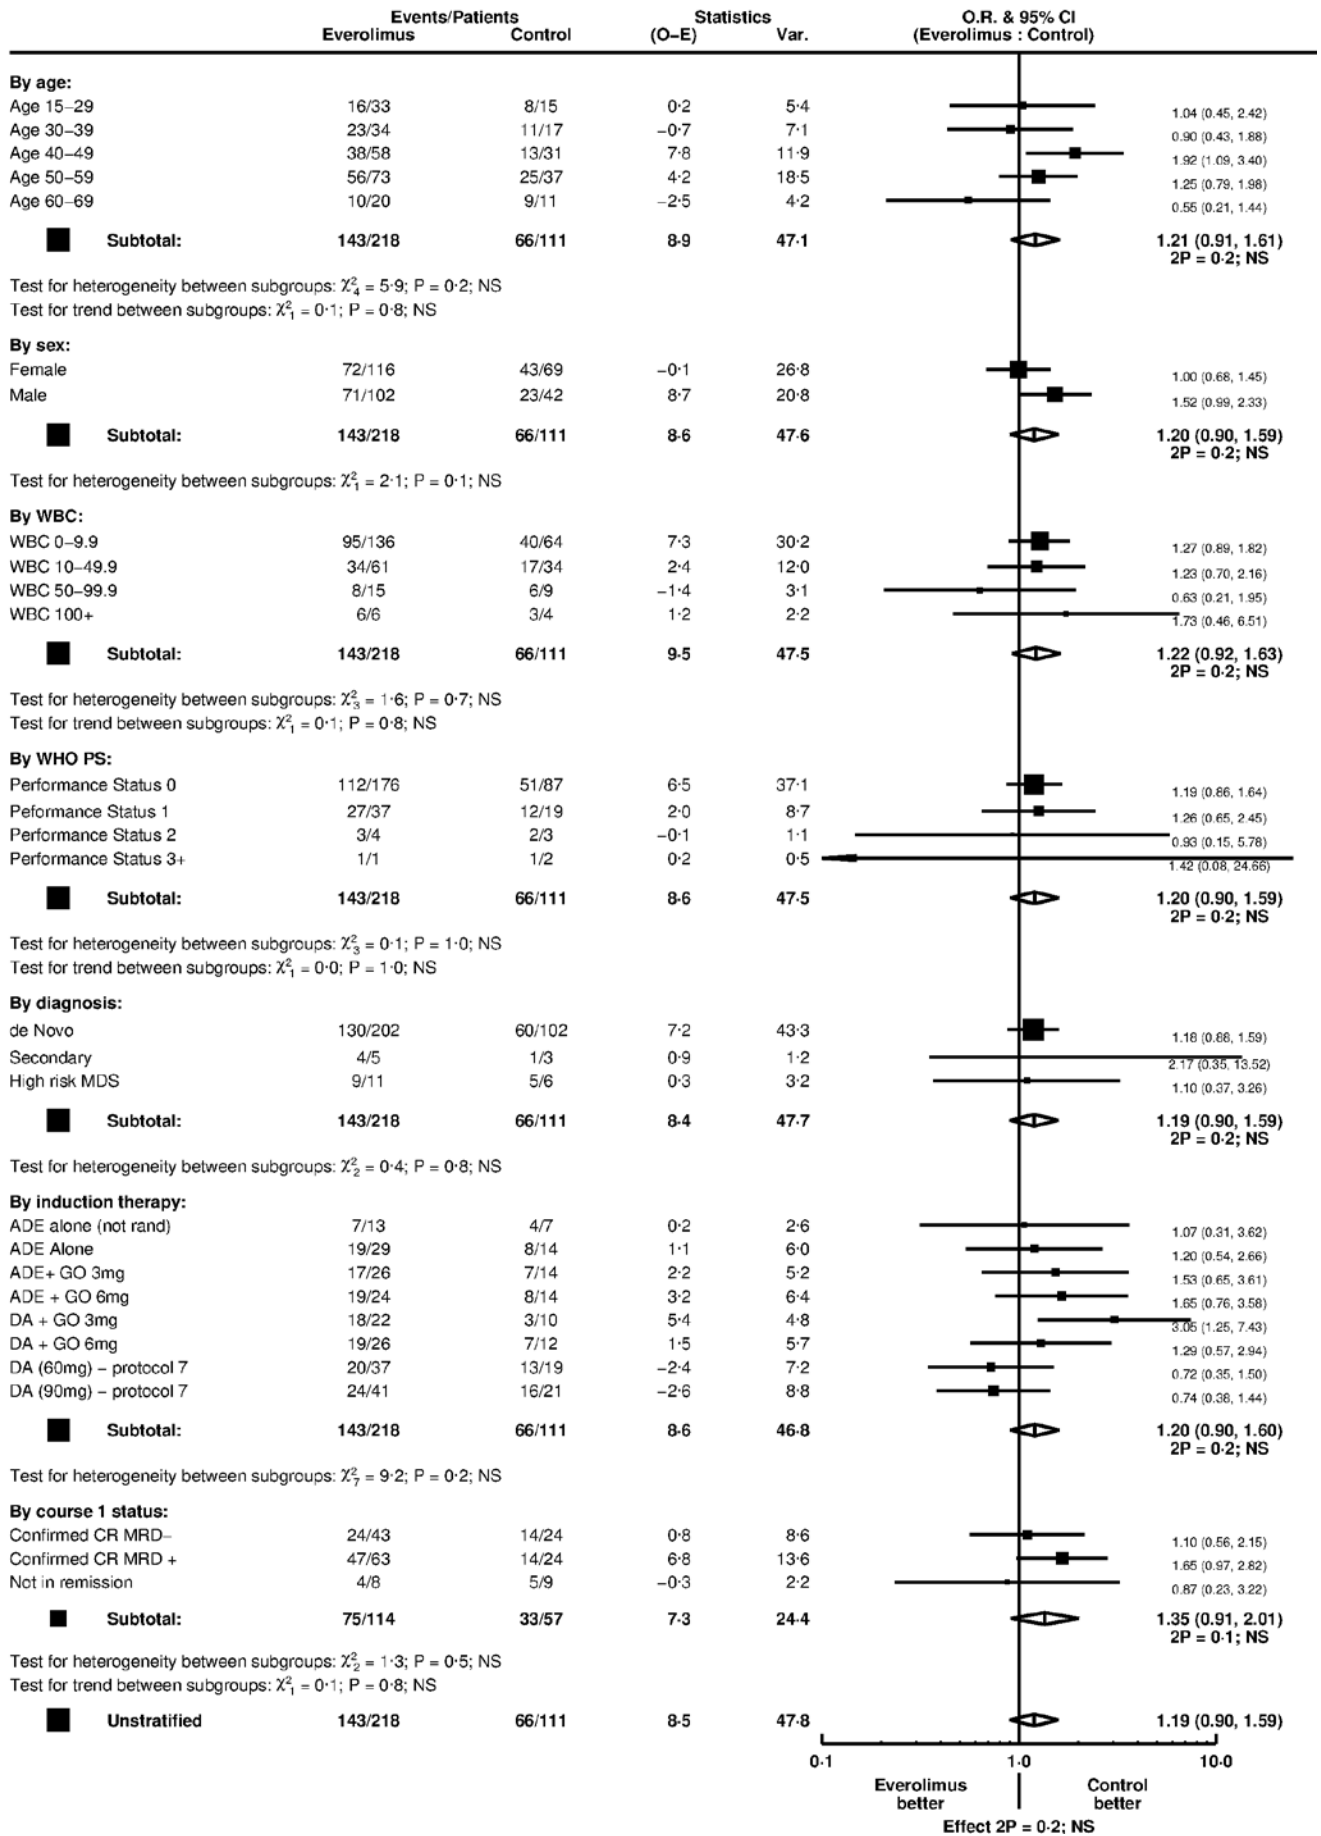 Events/Patients Statistics O.R. & 95% CI
Everolimus Control (O–E) Var. (Everolimus : Control)
By age:
Age 15–29 16/33 8/15 0·2 5·4 1.04 (0.45, 2.42)
Age 30–39 23/34 11/17 –0·7 7·1 0.90 (0.43, 1.88)
Age 40–49 38/58 13/31 7·8 11·9 1.92 (1.09, 3.40)
Age 50–59 56/73 25/37 4·2 18·5 1.25 (0.79, 1.98)
Age 60–69 10/20 9/11 –2·5 4·2 0.55 (0.21, 1.44)
Subtotal: 143/218 66/111 8·9 47·1 1.21 (0.91, 1.61)
2P = 0·2; NS
Test for heterogeneity between subgroups: χ²₄ = 5·9; P = 0·2; NS
Test for trend between subgroups: χ²₁ = 0·1; P = 0·8; NS
By sex:
Female 72/116 43/69 –0·1 26·8 1.00 (0.68, 1.45)
Male 71/102 23/42 8·7 20·8 1.52 (0.99, 2.33)
Subtotal: 143/218 66/111 8·6 47·6 1.20 (0.90, 1.59)
2P = 0·2; NS
Test for heterogeneity between subgroups: χ²₁ = 2·1; P = 0·1; NS
By WBC:
WBC 0–9.9 95/136 40/64 7·3 30·2 1.27 (0.89, 1.82)
WBC 10–49.9 34/61 17/34 2·4 12·0 1.23 (0.70, 2.16)
WBC 50–99.9 8/15 6/9 –1·4 3·1 0.63 (0.21, 1.95)
WBC 100+ 6/6 3/4 1·2 2·2 1.73 (0.46, 6.51)
Subtotal: 143/218 66/111 9·5 47·5 1.22 (0.92, 1.63)
2P = 0·2; NS
Test for heterogeneity between subgroups: χ²₃ = 1·6; P = 0·7; NS
Test for trend between subgroups: χ²₁ = 0·1; P = 0·8; NS
By WHO PS:
Performance Status 0 112/176 51/87 6·5 37·1 1.19 (0.86, 1.64)
Peformance Status 1 27/37 12/19 2·0 8·7 1.26 (0.65, 2.45)
Performance Status 2 3/4 2/3 –0·1 1·1 0.93 (0.15, 5.78)
Performance Status 3+ 1/1 1/2 0·2 0·5 1.42 (0.08, 24.66)
Subtotal: 143/218 66/111 8·6 47·5 1.20 (0.90, 1.59)
2P = 0·2; NS
Test for heterogeneity between subgroups: χ²₃ = 0·1; P = 1·0; NS
Test for trend between subgroups: χ²₁ = 0·0; P = 1·0; NS
By diagnosis:
de Novo 130/202 60/102 7·2 43·3 1.18 (0.88, 1.59)
Secondary 4/5 1/3 0·9 1·2 2.17 (0.35, 13.52)
High risk MDS 9/11 5/6 0·3 3·2 1.10 (0.37, 3.26)
Subtotal: 143/218 66/111 8·4 47·7 1.19 (0.90, 1.59)
2P = 0·2; NS
Test for heterogeneity between subgroups: χ²₂ = 0·4; P = 0·8; NS
By induction therapy:
ADE alone (not rand) 7/13 4/7 0·2 2·6 1.07 (0.31, 3.62)
ADE Alone 19/29 8/14 1·1 6·0 1.20 (0.54, 2.66)
ADE+ GO 3mg 17/26 7/14 2·2 5·2 1.53 (0.65, 3.61)
ADE + GO 6mg 19/24 8/14 3·2 6·4 1.65 (0.76, 3.58)
DA + GO 3mg 18/22 3/10 5·4 4·8 3.05 (1.25, 7.43)
DA + GO 6mg 19/26 7/12 1·5 5·7 1.29 (0.57, 2.94)
DA (60mg) – protocol 7 20/37 13/19 –2·4 7·2 0.72 (0.35, 1.50)
DA (90mg) – protocol 7 24/41 16/21 –2·6 8·8 0.74 (0.38, 1.44)
Subtotal: 143/218 66/111 8·6 46·8 1.20 (0.90, 1.60)
2P = 0·2; NS
Test for heterogeneity between subgroups: χ²₇ = 9·2; P = 0·2; NS
By course 1 status:
Confirmed CR MRD– 24/43 14/24 0·8 8·6 1.10 (0.56, 2.15)
Confirmed CR MRD + 47/63 14/24 6·8 13·6 1.65 (0.97, 2.82)
Not in remission 4/8 5/9 –0·3 2·2 0.87 (0.23, 3.22)
Subtotal: 75/114 33/57 7·3 24·4 1.35 (0.91, 2.01)
2P = 0·1; NS
Test for heterogeneity between subgroups: χ²₂ = 1·3; P = 0·5; NS
Test for trend between subgroups: χ²₁ = 0·1; P = 0·8; NS
Unstratified 143/218 66/111 8·5 47·8 1.19 (0.90, 1.59)
0·1 1·0 10·0
Everolimus Control
better better
Effect 2P = 0·2; NS